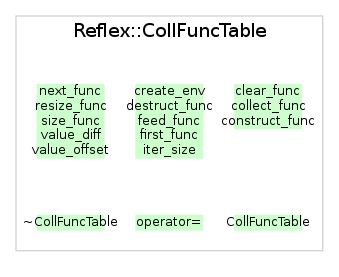 Reflex::CollFuncTable
next_func
resize_func
size_func
value_diff
value_offset
create_env
destruct_func
feed_func
first_func
iter_size
clear_func
collect_func
construct_func
~CollFuncTable
operator=
CollFuncTable